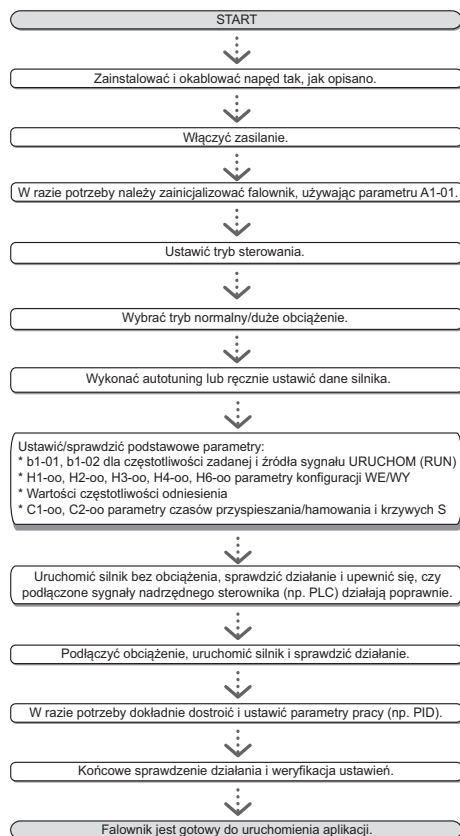 START
Zainstalować i okablować napęd tak, jak opisano.
Włączyć zasilanie.
W razie potrzeby należy zainicjalizować falownik, używając parametru A1-01.
Ustawić tryb sterowania.
Wybrać tryb normalny/duże obciążenie.
Wykonać autotuning lub ręcznie ustawić dane silnika.
Ustawić/sprawdzić podstawowe parametry:
* b1-01, b1-02 dla częstotliwości zadanej i źródła sygnału URUCHOM (RUN)
* H1-oo, H2-oo, H3-oo, H4-oo, H6-oo parametry konfiguracji WE/WY
* Wartości częstotliwości odniesienia
* C1-oo, C2-oo parametry czasów przyspieszania/hamowania i krzywych S
Uruchomić silnik bez obciążenia, sprawdzić działanie i upewnić się, czy
podłączone sygnały nadrzędnego sterownika (np. PLC) działają poprawnie.
Podłączyć obciążenie, uruchomić silnik i sprawdzić działanie.
W razie potrzeby dokładnie dostroić i ustawić parametry pracy (np. PID).
Końcowe sprawdzenie działania i weryfikacja ustawień.
Falownik jest gotowy do uruchomienia aplikacji.